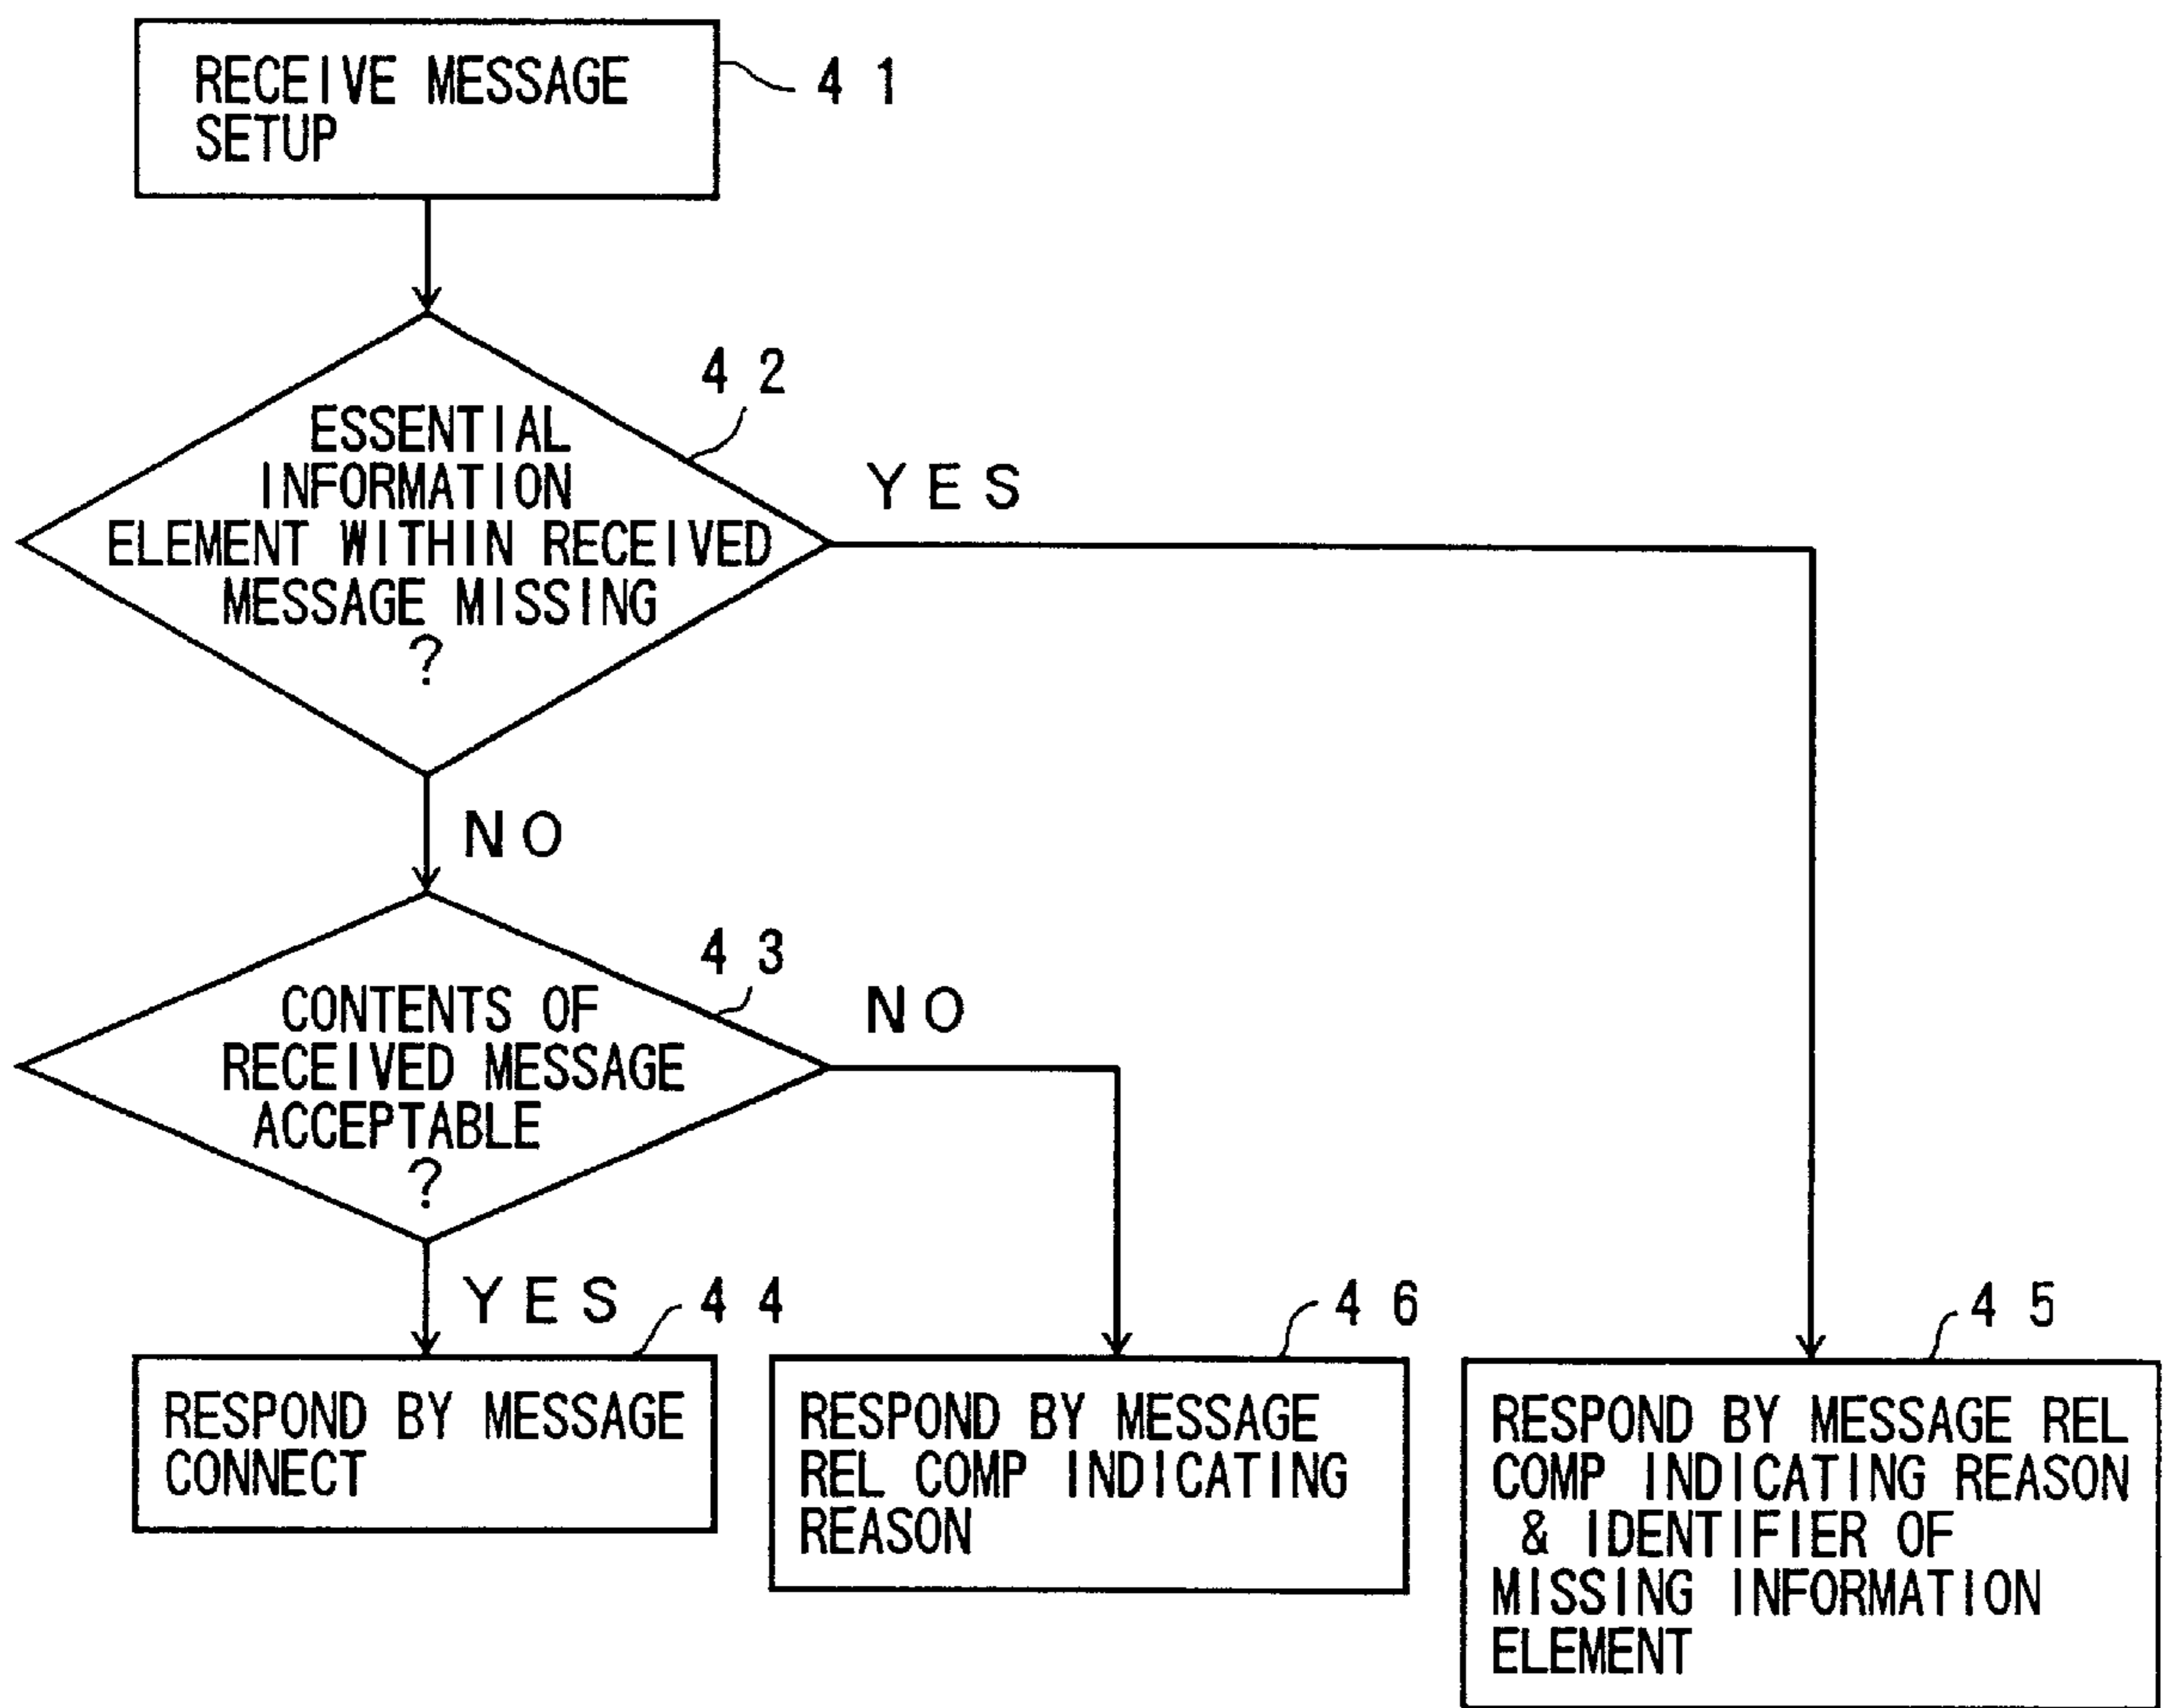 RECEIVE MESSAGE
SETUP
41
42
ESSENTIAL
INFORMATION
ELEMENT WITHIN RECEIVED
MESSAGE MISSING
?
YES
NO
43
CONTENTS OF
RECEIVED MESSAGE
ACCEPTABLE
?
NO
YES
44
RESPOND BY MESSAGE
CONNECT
46
RESPOND BY MESSAGE
REL COMP INDICATING
REASON
45
RESPOND BY MESSAGE REL
COMP INDICATING REASON
& IDENTIFIER OF
MISSING INFORMATION
ELEMENT